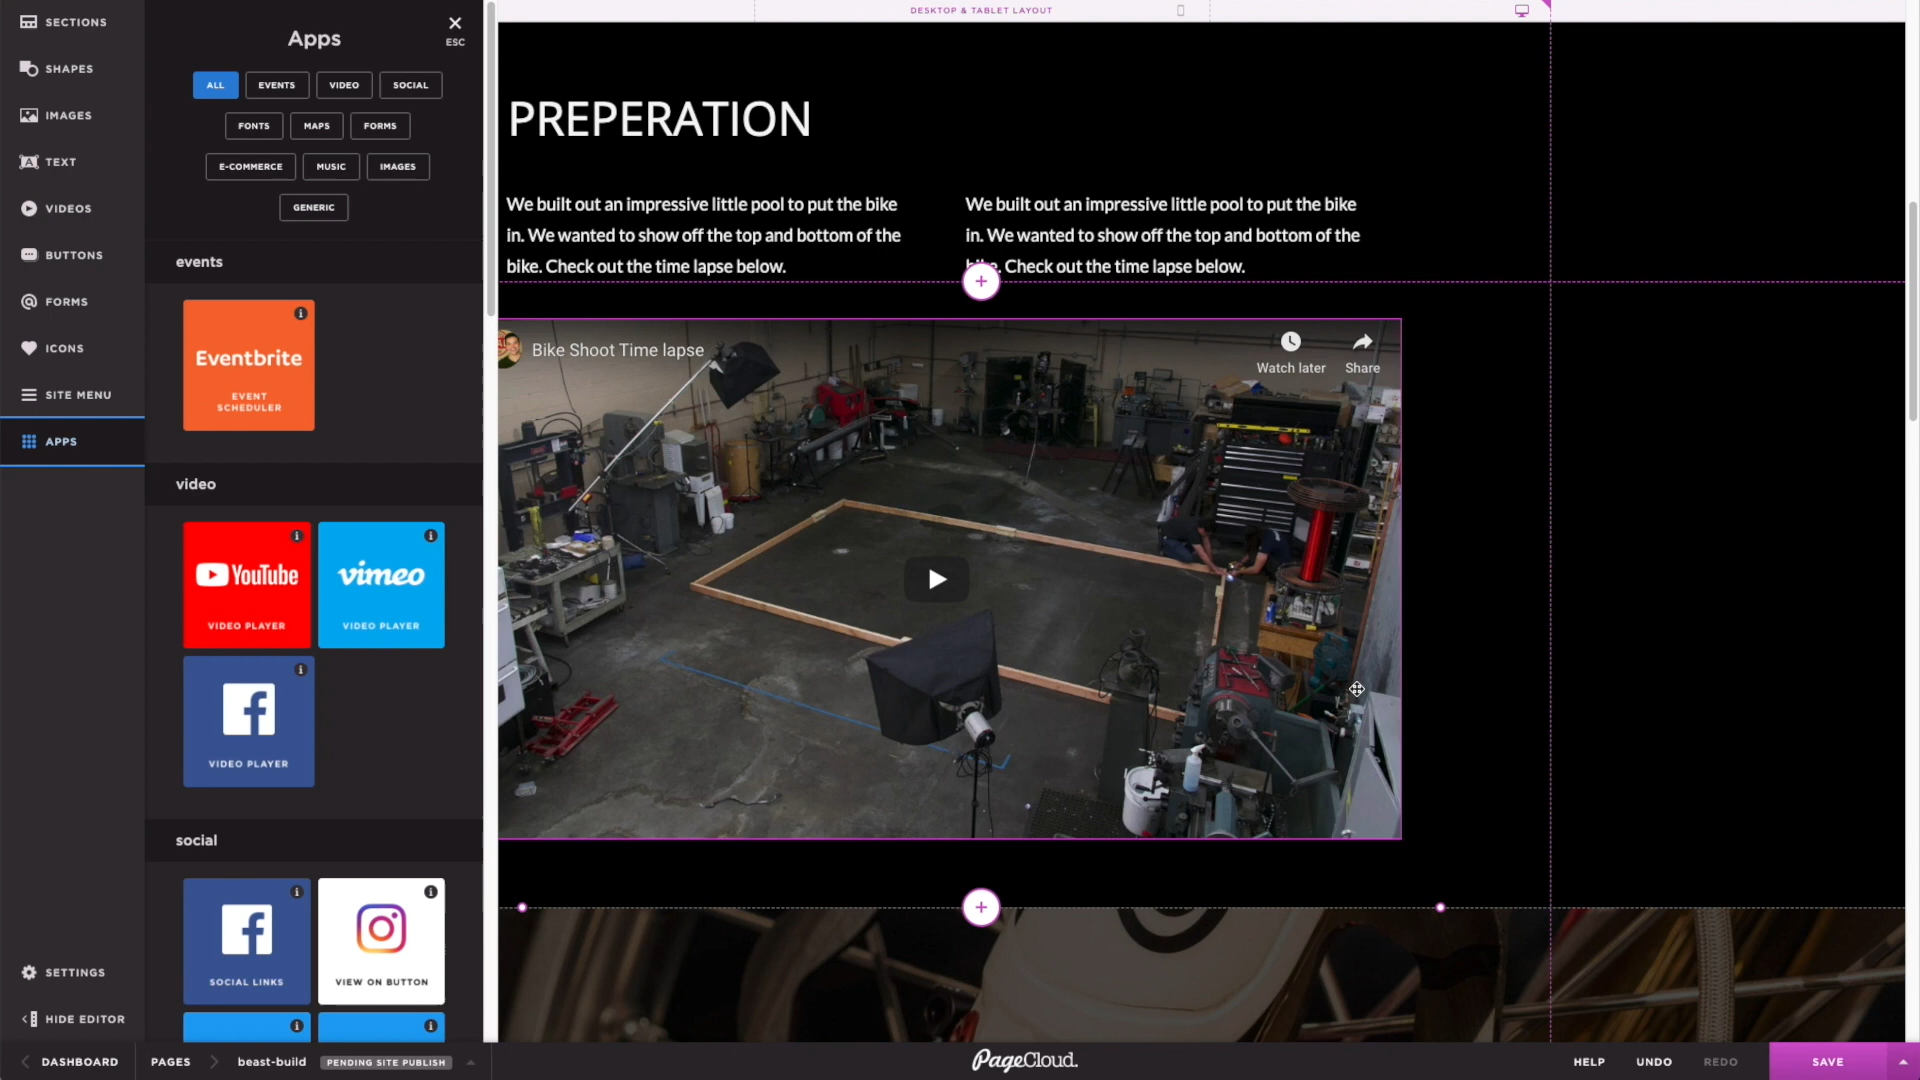 SECTIONS
SHAPES
IMAGES
TEXT
VIDEOS
BUTTONS
FORMS
ICONS
SITE MENU
APPS
SETTINGS
HIDE EDITOR
Apps
ESC
ALL
EVENTS
VIDEO
SOCIAL
FONTS
MAPS
FORMS
E-COMMERCE
MUSIC
IMAGES
GENERIC
events
Eventbrite
EVENT
SCHEDULER
video
YouTube
VIDEO PLAYER
vimeo
VIDEO PLAYER
VIDEO PLAYER
social
SOCIAL LINKS
VIEW ON BUTTON
DESKTOP & TABLET LAYOUT
PREPERATION
We built out an impressive little pool to put the bike
in. We wanted to show off the top and bottom of the
bike. Check out the time lapse below.
We built out an impressive little pool to put the bike
in. We wanted to show off the top and bottom of the
bike. Check out the time lapse below.
Bike Shoot Time lapse
Watch later
Share
DASHBOARD
PAGES
beast-build
PENDING SITE PUBLISH
PageCloud.
HELP
UNDO
REDO
SAVE